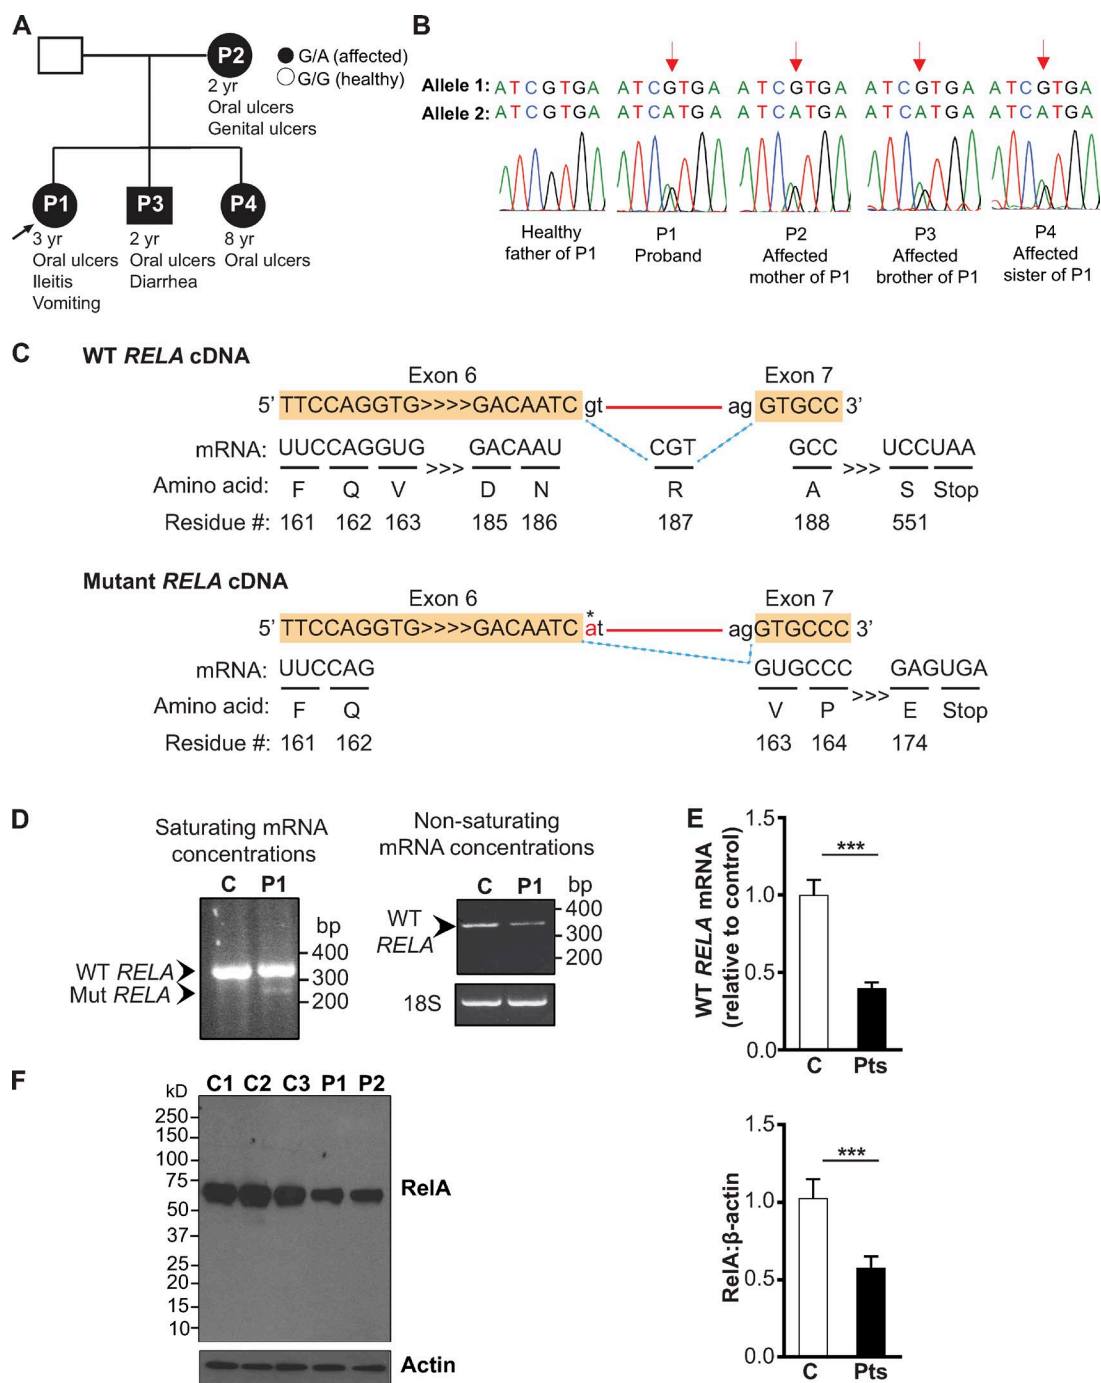 A
P2
G/A (affected)
G/G (healthy)
2 yr
Oral ulcers
Genital ulcers
P1
P3
P4
3 yr
Oral ulcers
Ileitis
Vomiting
2 yr
Oral ulcers
Diarrhea
8 yr
Oral ulcers
B
Allele 1: ATCGTGA ATCGTGA ATCGTGA ATCGTGA ATCGTGA
Allele 2: ATCGTGA ATCATGA ATCATGA ATCATGA ATCATGA
Healthy
father of P1
P1
Proband
P2
Affected
mother of P1
P3
Affected
brother of P1
P4
Affected
sister of P1
C
WT RELA cDNA
Exon 6 Exon 7
5' TTCCAGGTG>>>>GACAATC gt ag GTGCC 3'
mRNA: UUCCAGGUG >>> GACAAU CGT GCC >>> UCCUAA
Amino acid: F Q V D N R A S Stop
Residue #: 161 162 163 185 186 187 188 551
Mutant RELA cDNA
Exon 6 * Exon 7
5' TTCCAGGTG>>>>GACAATC at ag GTGCCC 3'
mRNA: UUCCAG GUGCCC >>> GAGUGA
Amino acid: F Q V P E Stop
Residue #: 161 162 163 164 174
D
Saturating mRNA
concentrations
C P1
bp
400
300
200
WT RELA
Mut RELA
Non-saturating
mRNA concentrations
C P1
bp
400
300
200
WT
RELA
18S
E
WT RELA mRNA
(relative to control)
1.5
1.0
0.5
0.0
***
C Pts
F
kD
C1 C2 C3 P1 P2
250
150
100
75
50
37
25
20
15
10
RelA
Actin
RelA:β-actin
1.5
1.0
0.5
0.0
***
C Pts